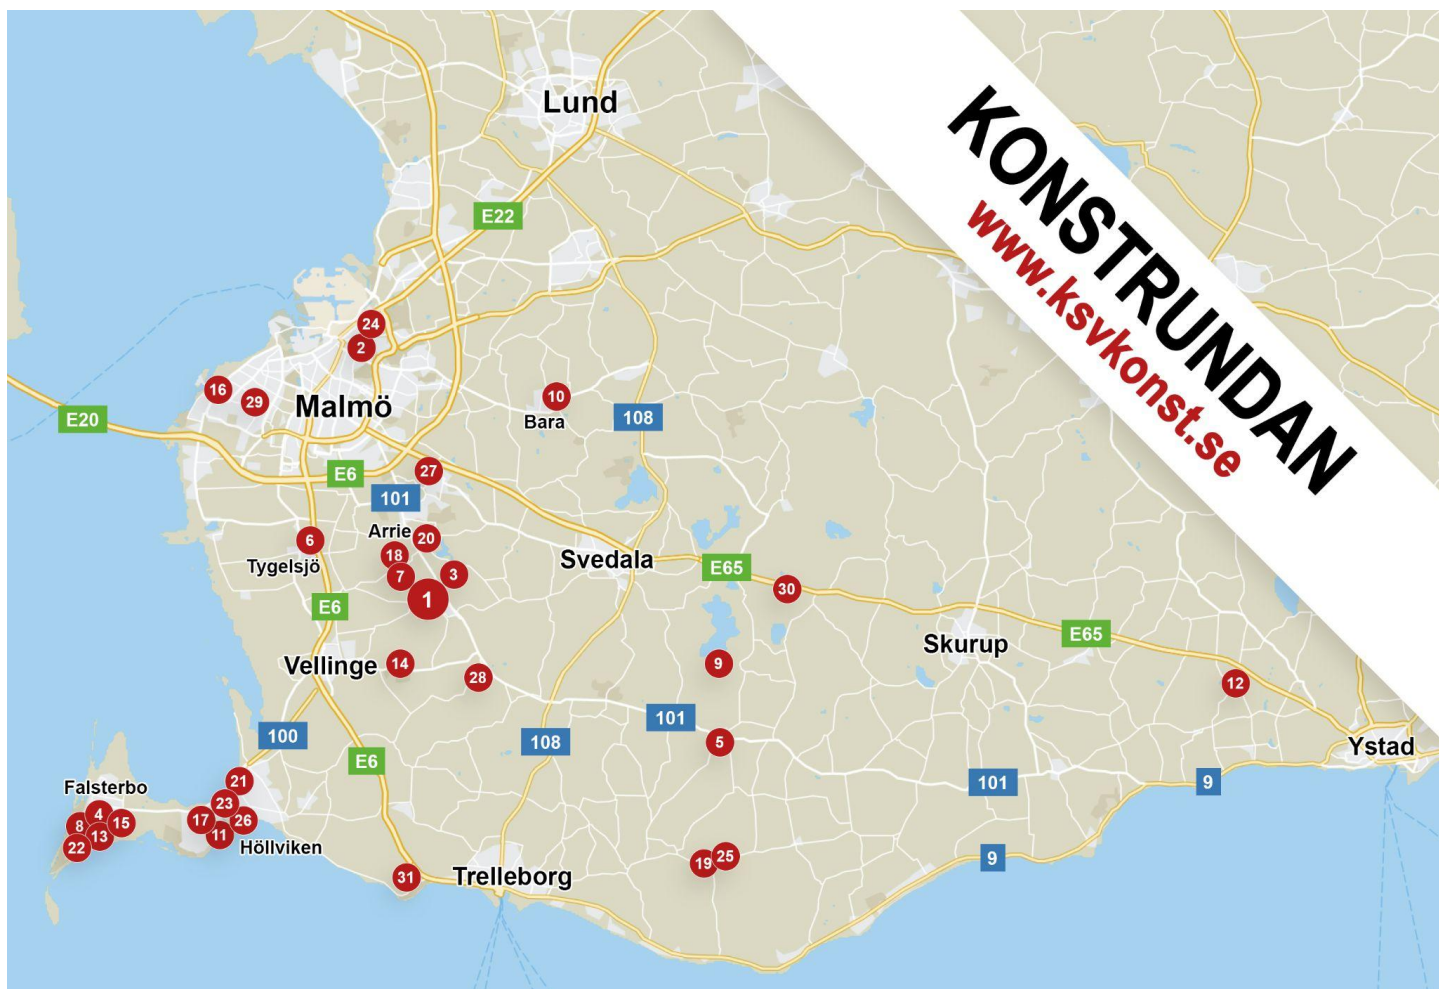 Lund
KONSTRUNDAN
www.ksvkonst.se
E22
24
2
16
29
Malmö
10
Bara
108
E20
E6
27
101
Arrie
20
6
18
Tygelsjö
7
3
1
Svedala
E65
30
E6
Skurup
E65
Vellinge
14
28
9
12
101
100
108
5
Ystad
E6
21
101
9
Falsterbo
23
4
8
15
17
26
13
11
22
Höllviken
19
25
9
31
Trelleborg